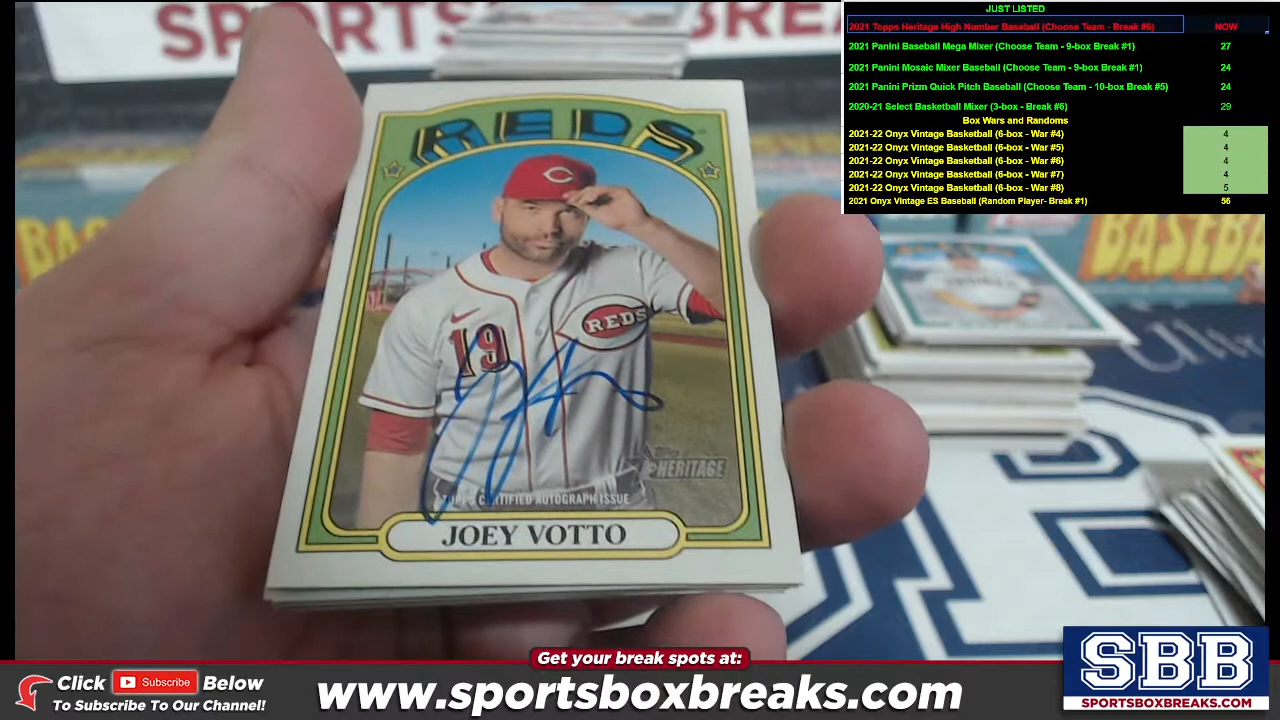 SPORTS BOX BREAKS
JUST LISTED
2021 Topps Heritage High Number Baseball (Choose Team - Break #6) NOW
2021 Panini Baseball Mega Mixer (Choose Team - 9-box Break #1) 27
2021 Panini Mosaic Mixer Baseball (Choose Team - 9-box Break #1) 24
2021 Panini Prizm Quick Pitch Baseball (Choose Team - 10-box Break #5) 24
2020-21 Select Basketball Mixer (3-box - Break #6) 29
Box Wars and Randoms
2021-22 Onyx Vintage Basketball (6-box - War #4) 4
2021-22 Onyx Vintage Basketball (6-box - War #5) 4
2021-22 Onyx Vintage Basketball (6-box - War #6) 4
2021-22 Onyx Vintage Basketball (6-box - War #7) 4
2021-22 Onyx Vintage Basketball (6-box - War #8) 5
2021 Onyx Vintage ES Baseball (Random Player- Break #1) 56
REDS
C
BASEBA
REDS
19
Topps
HERITAGE
TOPPS CERTIFIED AUTOGRAPH ISSUE
JOEY VOTTO
Get your break spots at:
Click Subscribe Below
To Subscribe To Our Channel!
www.sportsboxbreaks.com
SBB
SPORTSBOXBREAKS.COM